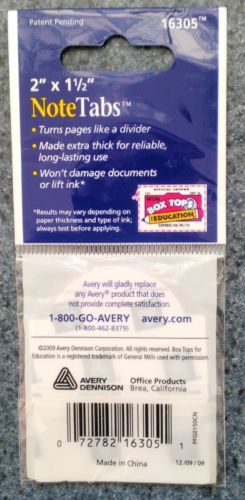 Patent Pending
16305™
2" x 1½"
NoteTabs™
• Turns pages like a divider
• Made extra thick for reliable,
long-lasting use
• Won't damage documents
or lift ink*
*Results may vary depending on
paper thickness and type of ink;
always test before applying.
OFFICIAL COUPON
BOX TOPS
FOR EDUCATION
Avery will gladly replace
any Avery® product that does
not provide complete satisfaction.
1-800-GO-AVERY avery.com
(1-800-462-8379)
©2009 Avery Dennison Corporation. All rights reserved. Box Tops for
Education is a registered trademark of General Mills used with permission.
AVERY
DENNISON
Office Products
Brea, California
0 72782 16305 1
PFG0150CN
Made in China
12/09/09